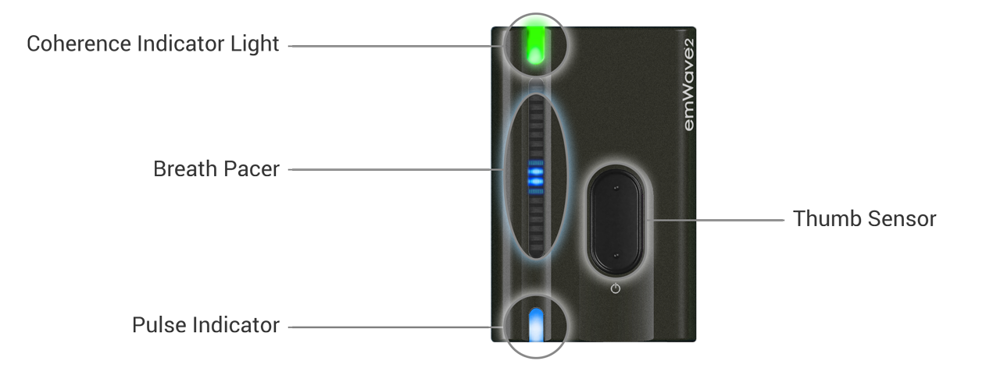 Coherence Indicator Light
emWave2
Breath Pacer
Thumb Sensor
Pulse Indicator